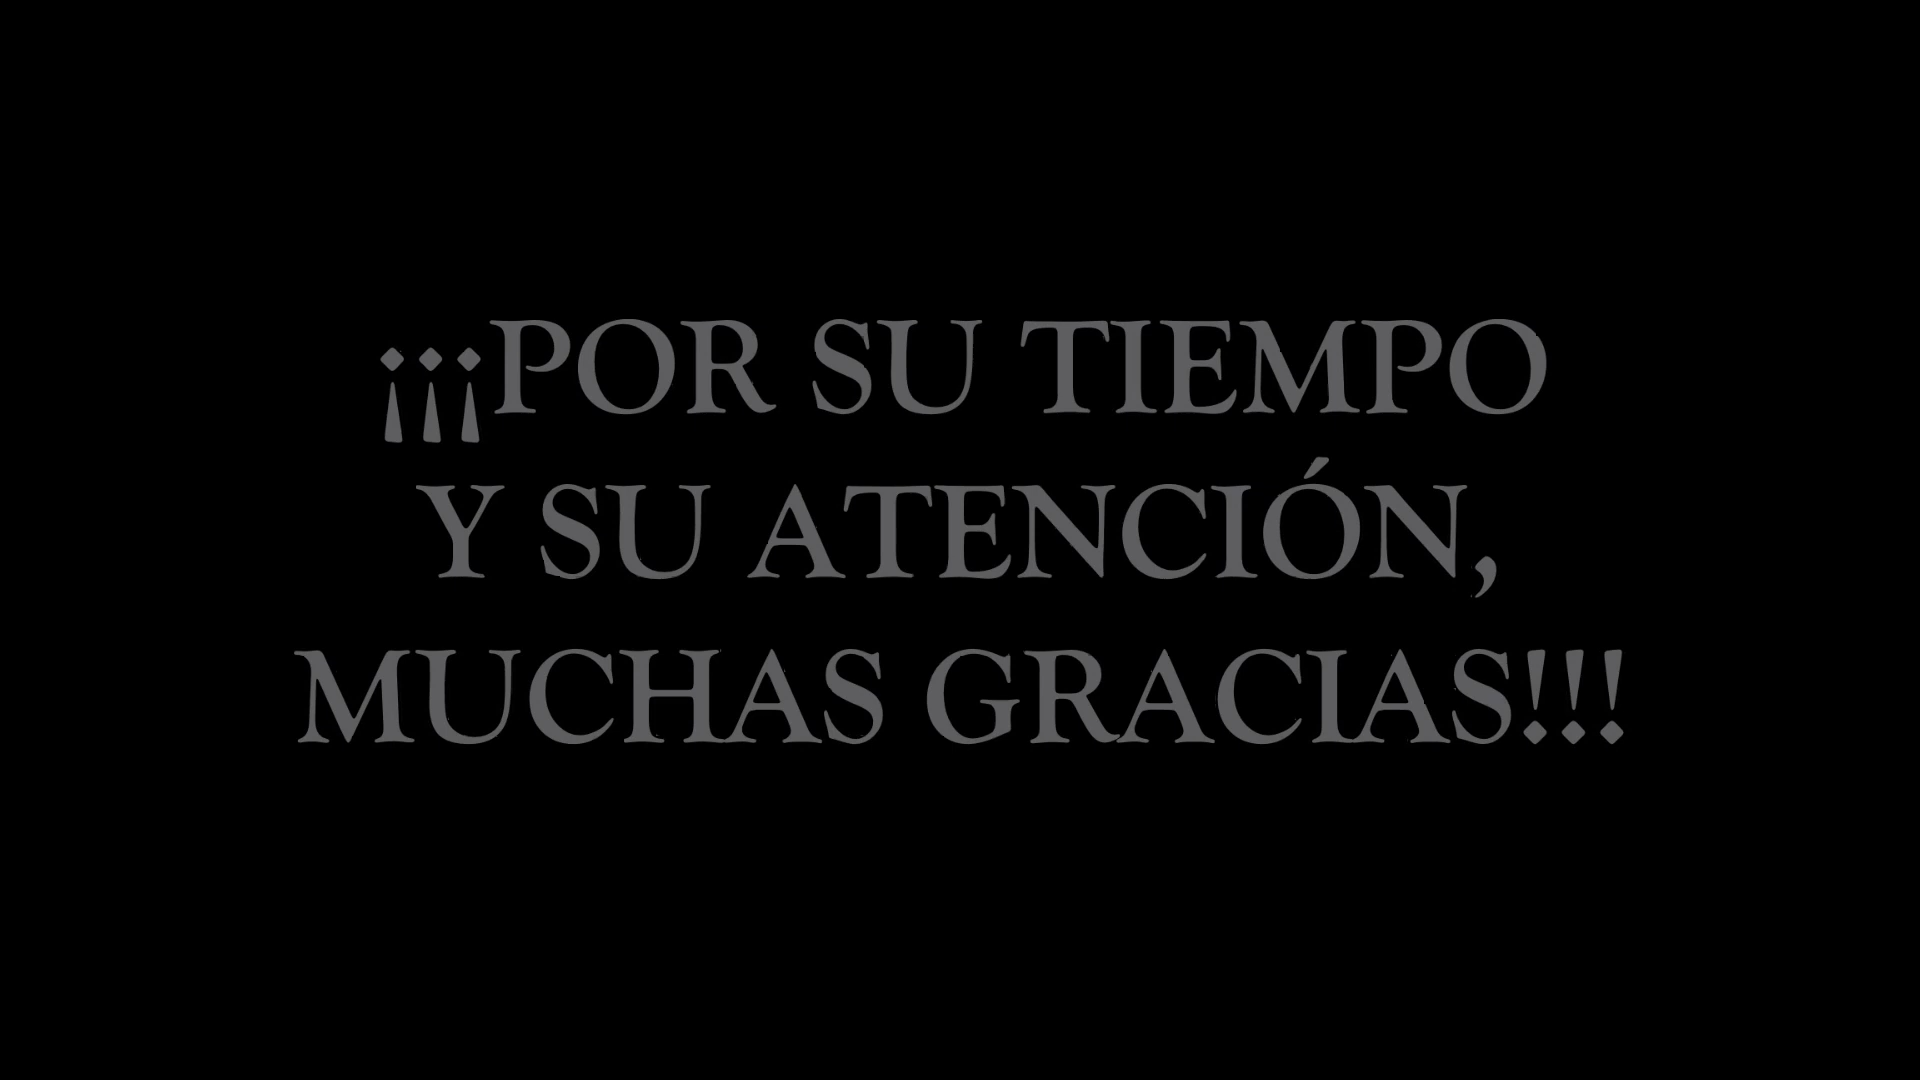 ¡¡¡POR SU TIEMPO
Y SU ATENCIÓN,
MUCHAS GRACIAS!!!